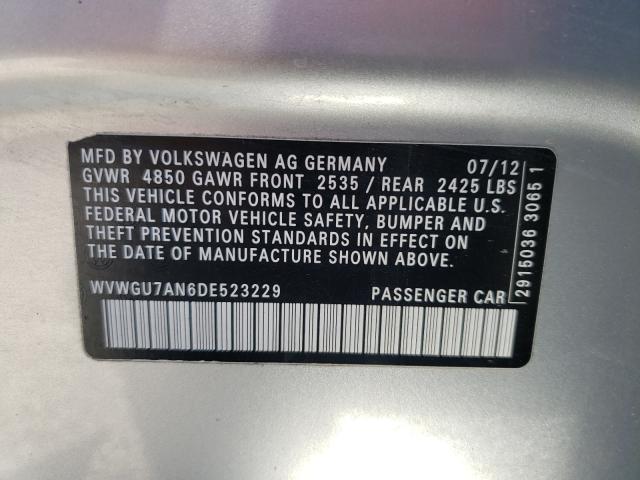 MFD BY VOLKSWAGEN AG GERMANY 07/12
GVWR 4850 GAWR FRONT 2535 / REAR 2425 LBS
THIS VEHICLE CONFORMS TO ALL APPLICABLE U.S.
FEDERAL MOTOR VEHICLE SAFETY, BUMPER AND
THEFT PREVENTION STANDARDS IN EFFECT ON
THE DATE OF MANUFACTURE SHOWN ABOVE.
WVWGU7AN6DE523229 PASSENGER CAR
2915036 3065 1